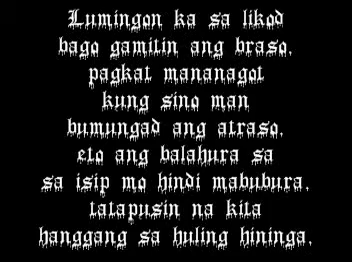 Lumingon ka sa likod
bago gamitin ang braso,
pagkat mananagot
kung sino man
bumungad ang atraso,
eto ang balahura sa
sa isip mo hindi mabubura,
tatapusin na kita
hanggang sa huling hininga,